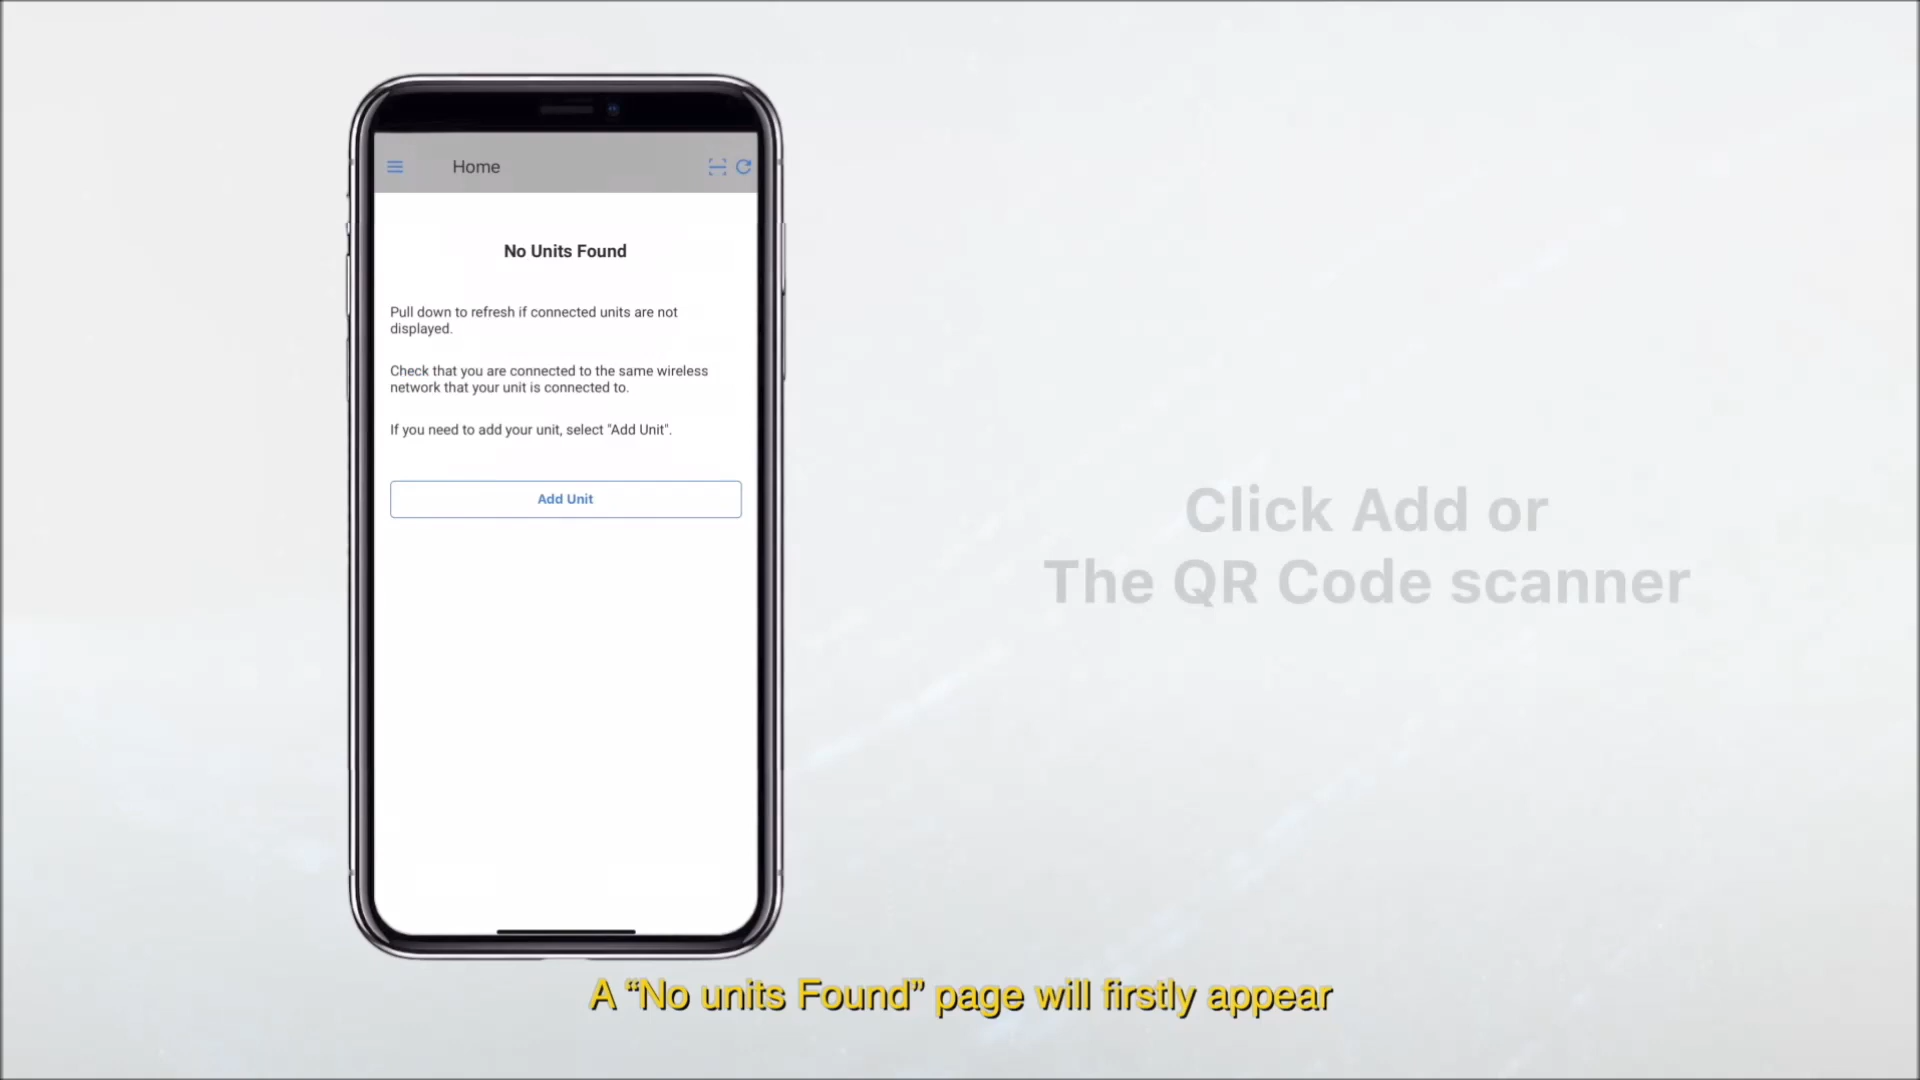 Home
No Units Found
Pull down to refresh if connected units are not
displayed.
Check that you are connected to the same wireless
network that your unit is connected to.
If you need to add your unit, select "Add Unit".
Add Unit
Click Add or
The QR Code scanner
A “No units Found” page will firstly appear